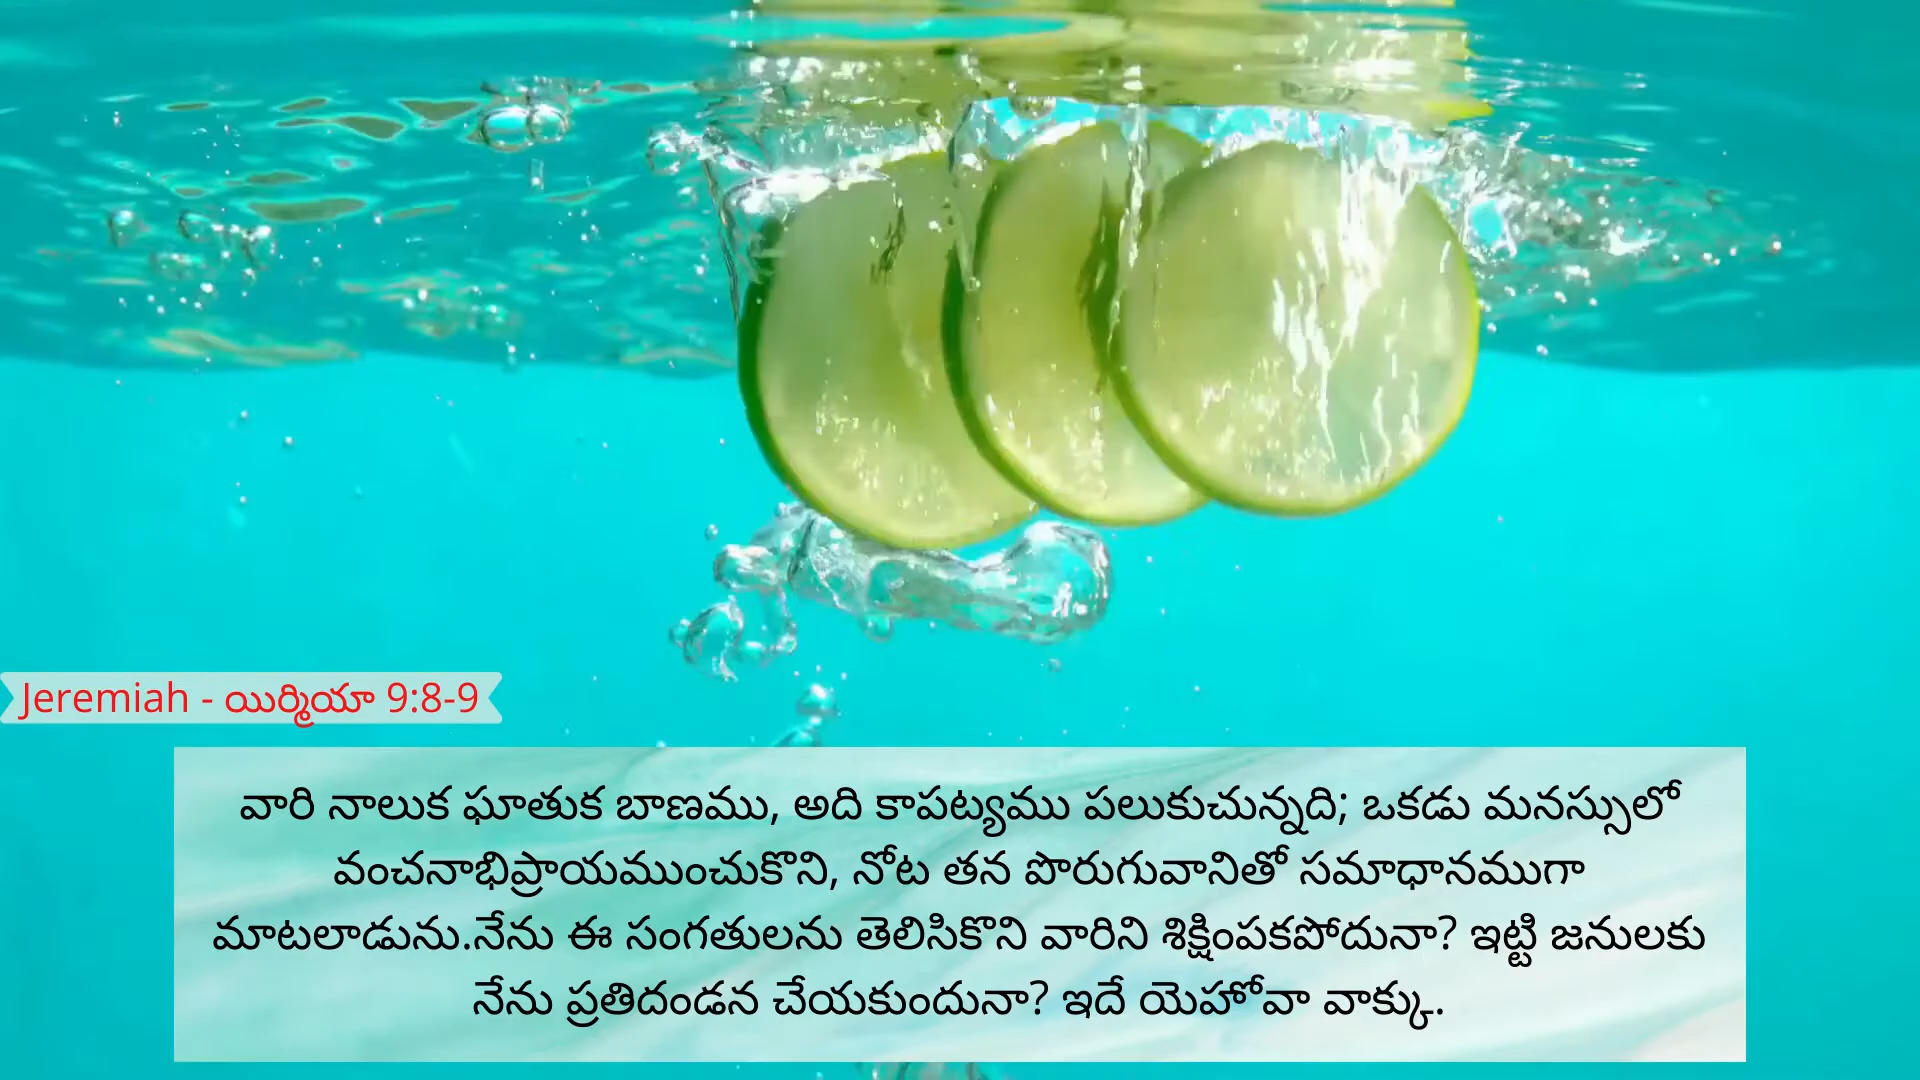 Jeremiah - యిర్మియా 9:8-9
వారి నాలుక ఘాతుక బాణము, అది కాపట్యము పలుకుచున్నది; ఒకడు మనస్సులో
వంచనాభిప్రాయముంచుకొని, నోట తన పొరుగువానితో సమాధానముగా
మాటలాడును.నేను ఈ సంగతులను తెలిసికొని వారిని శిక్షింపకపోదునా? ఇట్టి జనులకు
నేను ప్రతిదండన చేయకుందునా? ఇదే యెహోవా వాక్కు.